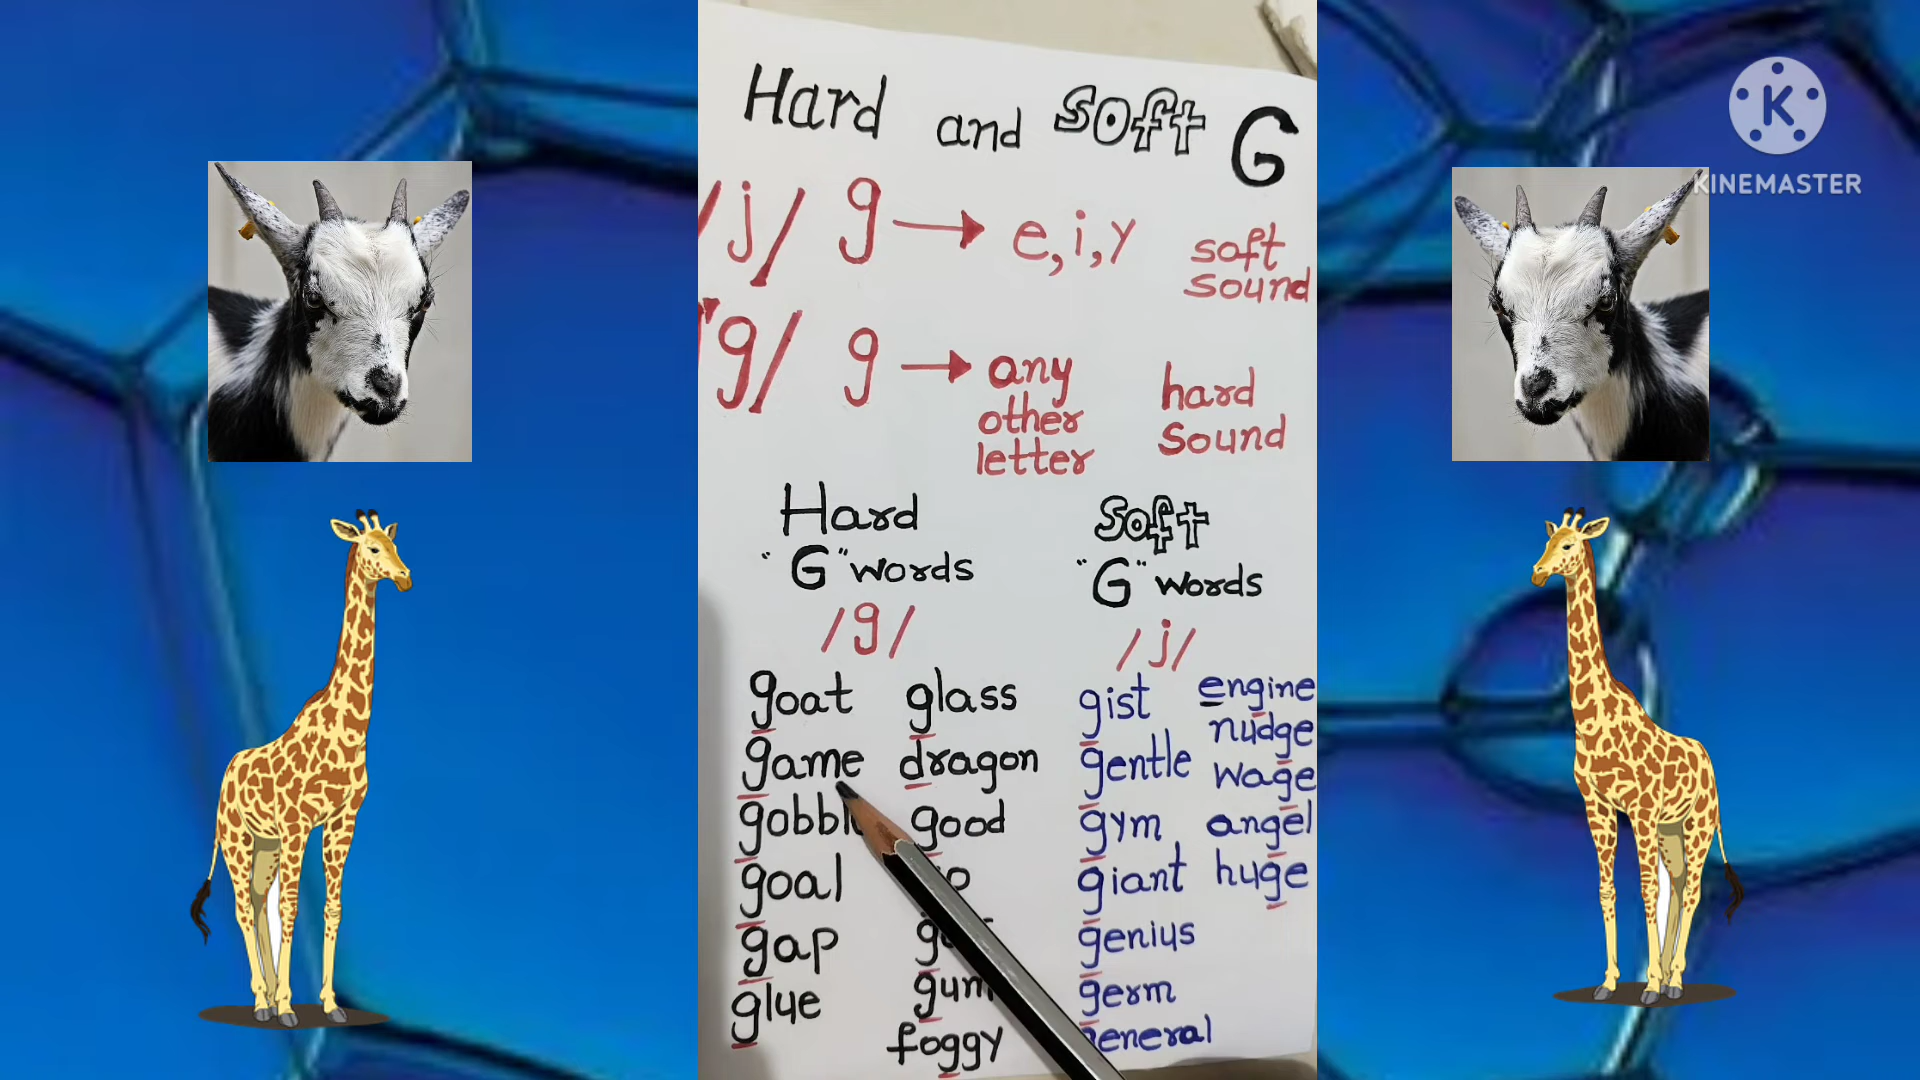 Hard and Soft G
/j/ g → e, i, y soft
sound
/g/ g → any hard
other sound
letter
Hard Soft
"G" words "G" words
/g/ /j/
goat glass gist engine
game dragon gentle nudge
good gym wage
goal giant angel
gap genius huge
glue germ
foggy general
K
KINEMASTER